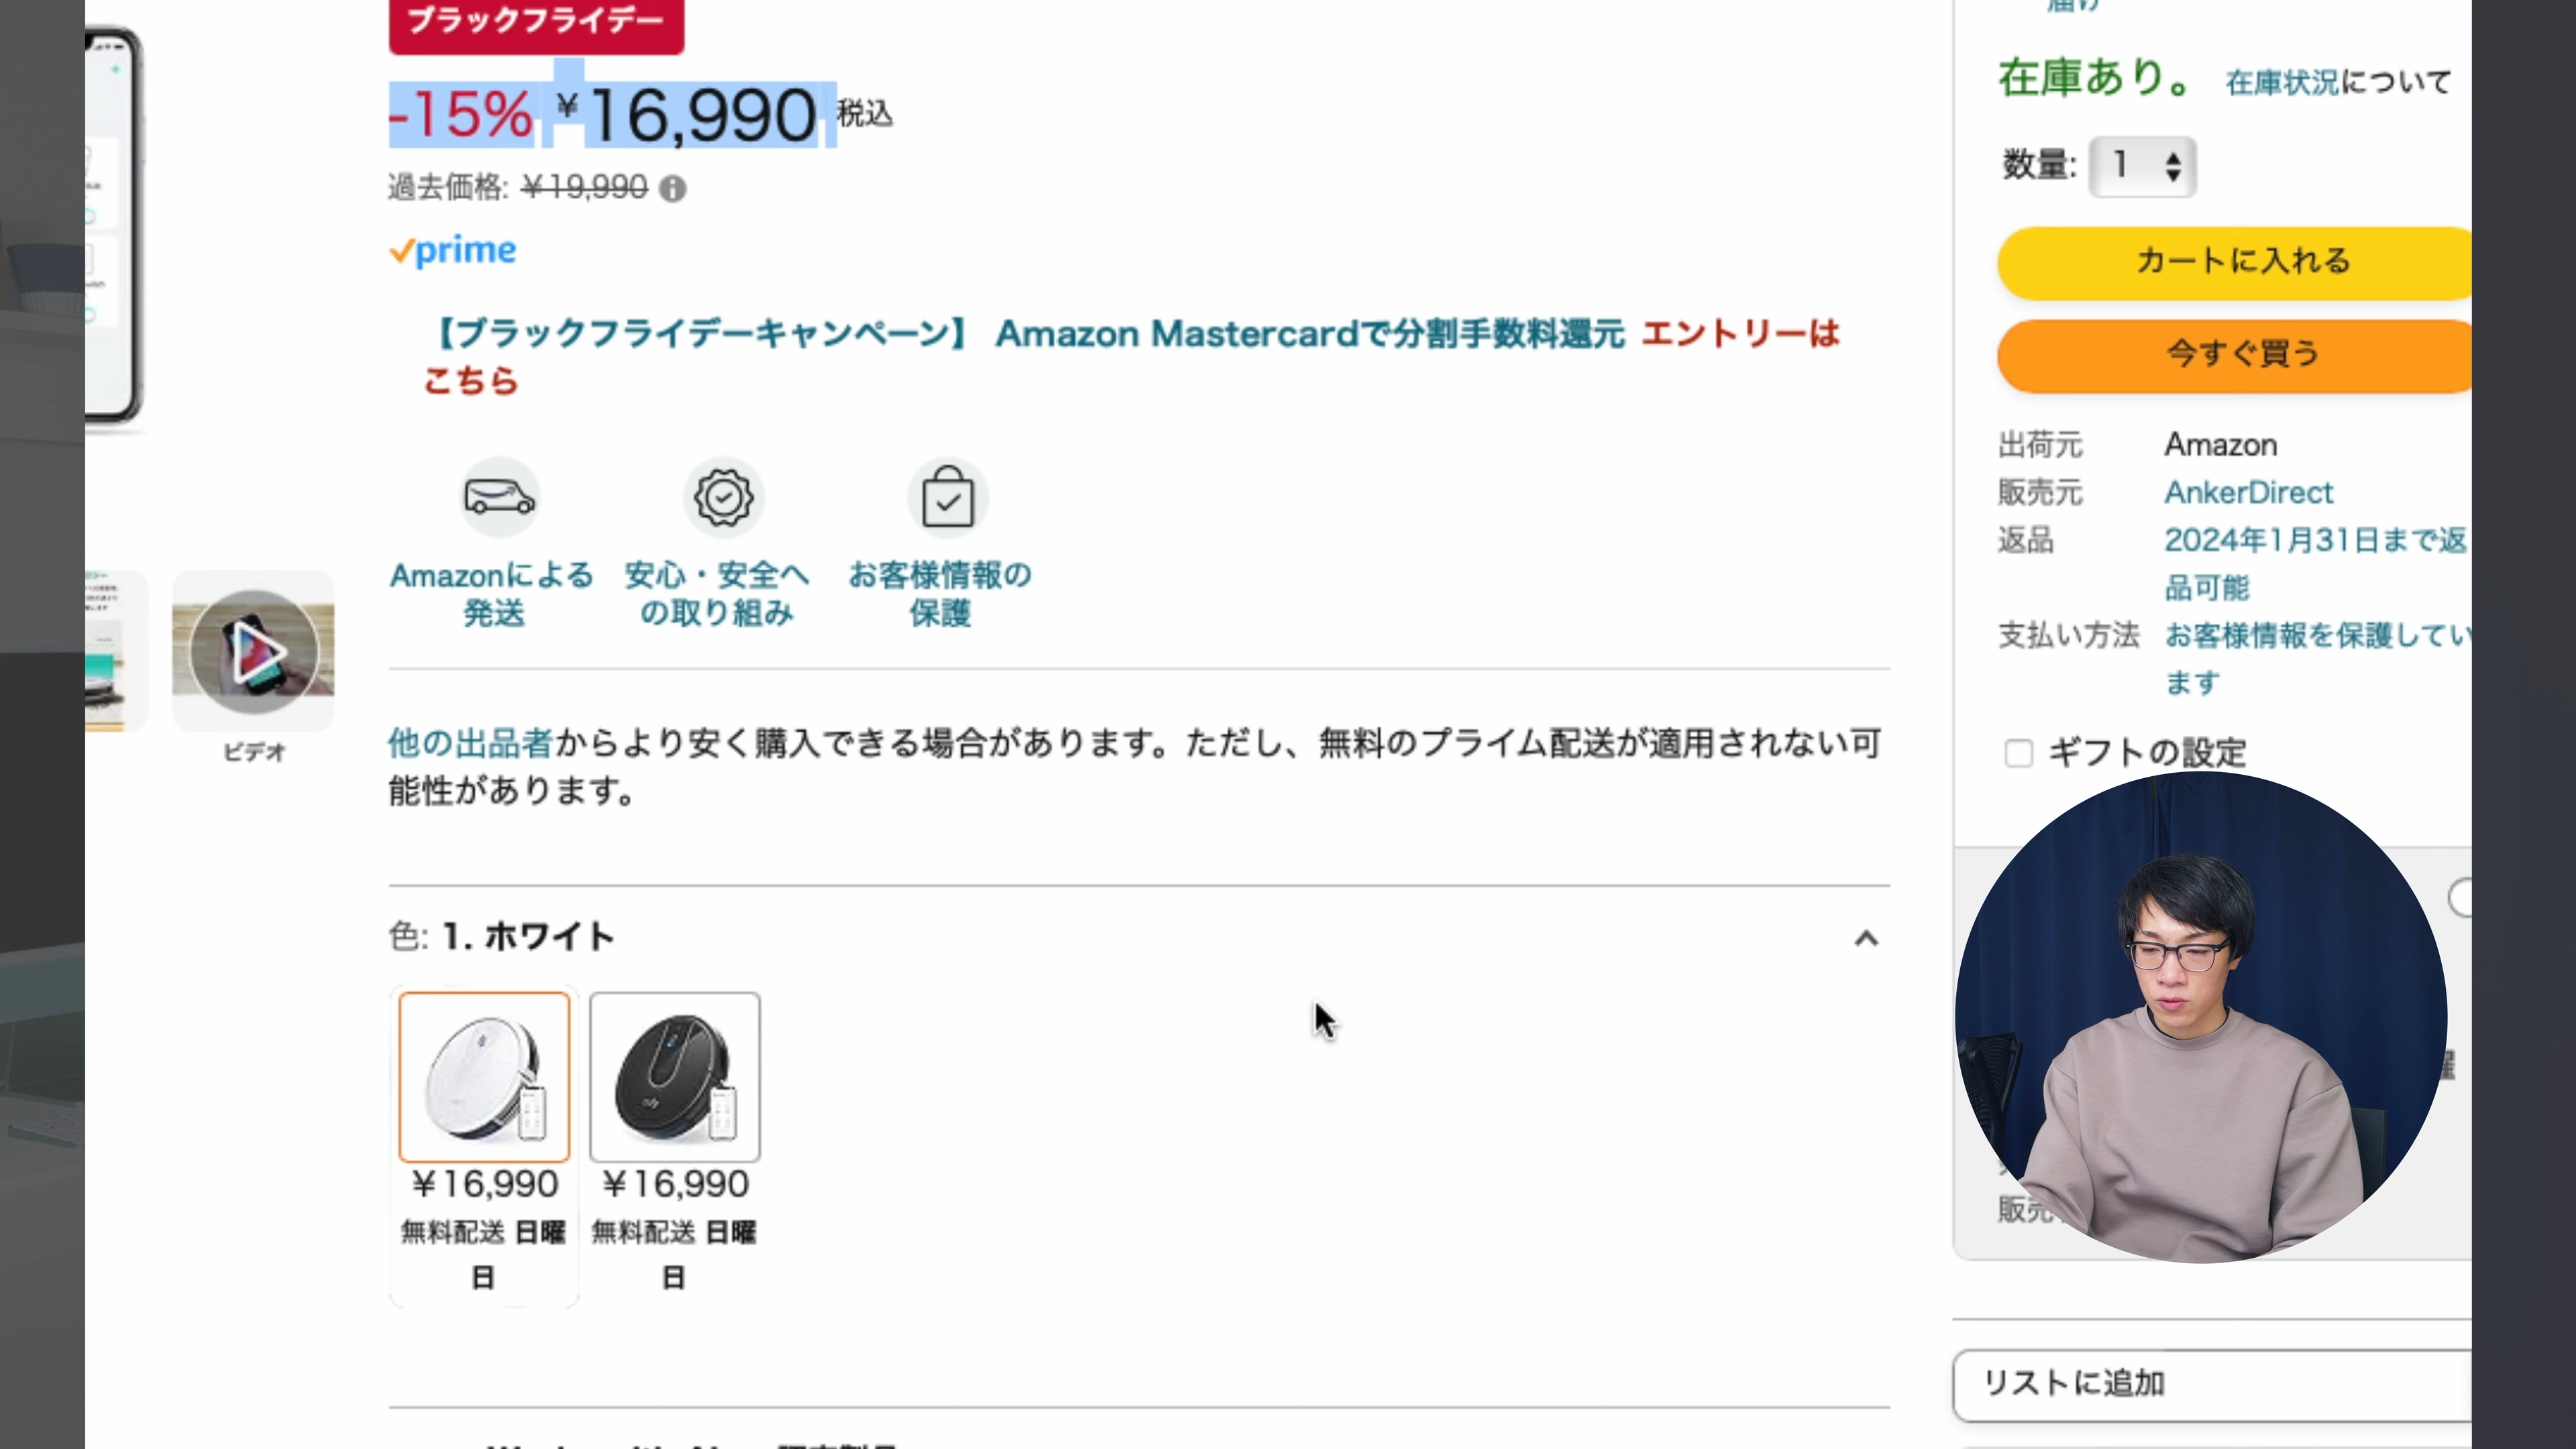 ブラックフライデー
-15% ¥16,990 税込
過去価格: ¥19,990
prime
【ブラックフライデーキャンペーン】 Amazon Mastercardで分割手数料還元 エントリーは
こちら
Amazonによる
発送
安心・安全へ
の取り組み
お客様情報の
保護
ビデオ
他の出品者からより安く購入できる場合があります。ただし、無料のプライム配送が適用されない可
能性があります。
色: 1. ホワイト
¥16,990
無料配送 日曜
日
¥16,990
無料配送 日曜
日
届け
在庫あり。 在庫状況について
数量: 1
カートに入れる
今すぐ買う
出荷元 Amazon
販売元 AnkerDirect
返品 2024年1月31日まで返
品可能
支払い方法 お客様情報を保護してい
ます
ギフトの設定
販売
リストに追加